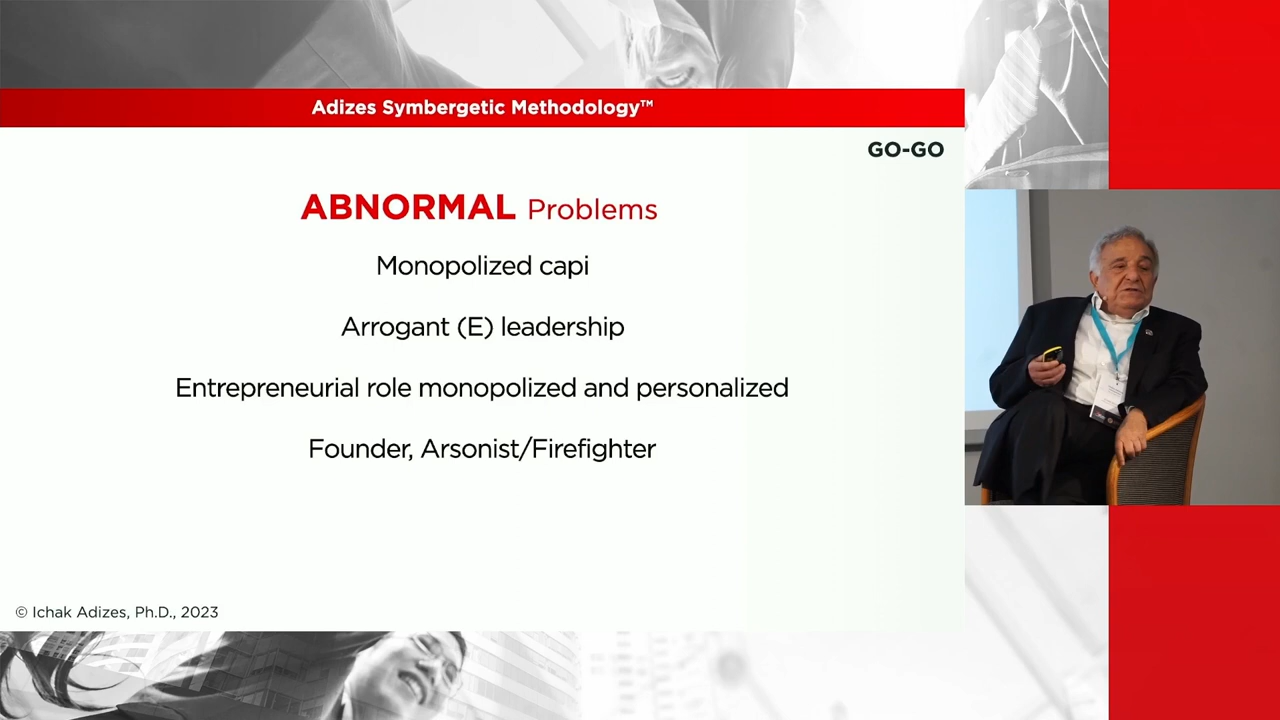 Adizes Symbergetic Methodology™
GO-GO
ABNORMAL Problems
Monopolized capi
Arrogant (E) leadership
Entrepreneurial role monopolized and personalized
Founder, Arsonist/Firefighter
© Ichak Adizes, Ph.D., 2023